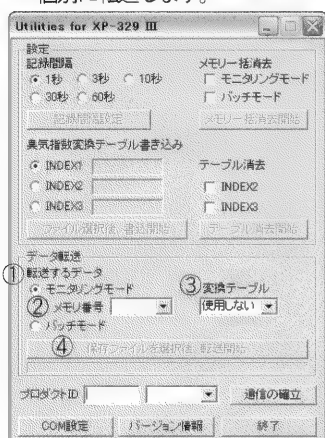 個別に転送します。
Utilities for XP-329 III
設定
記録間隔
1秒 3秒 10秒
30秒 60秒
記録間隔設定
メモリー括消去
モニタリングモード
バッチモード
メモリー括消去開始
臭気指数変換テーブル書き込み
INDEX1
INDEX2
INDEX3
ファイル選択後、書込開始
テーブル消去
INDEX2
INDEX3
テーブル消去開始
データ転送
① 転送するデータ
モニタリングモード
② メモリ番号
バッチモード
③ 変換テーブル
使用しない
④ 保存ファイルを選択後、転送開始
プロダクトID
通信の確立
COM設定 バージョン情報 終了